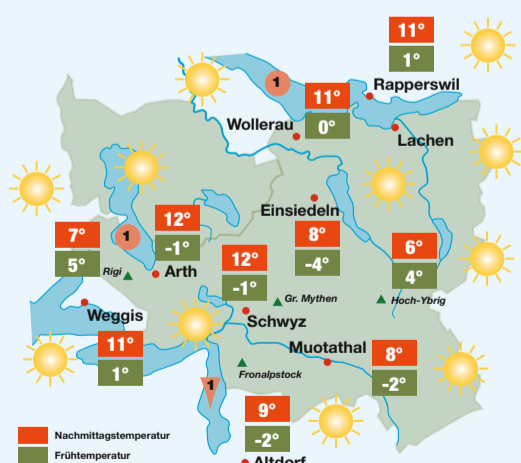 11°
1°
Rapperswil
1
11°
0°
Wollerau
Lachen
Einsiedeln
12°
-1°
1
7°
5°
Rigi
Arth
8°
-4°
6°
4°
12°
-1°
Gr. Mythen
Hoch-Ybrig
Weggis
Schwyz
11°
1°
Muotathal
8°
-2°
Fronalpstock
1
9°
-2°
Nachmittagstemperatur
Frühtemperatur
Altdorf